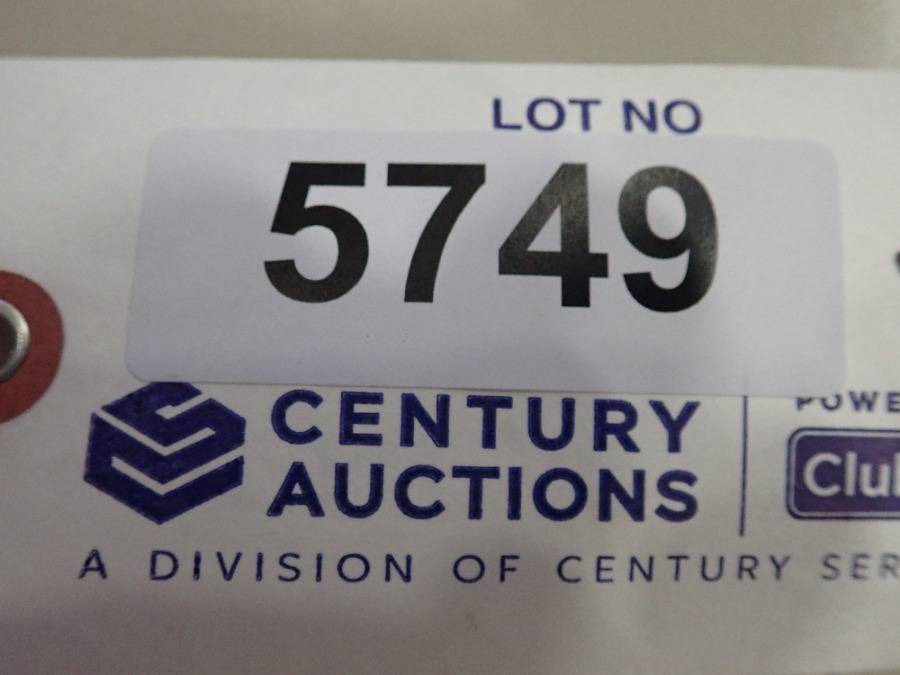 LOT NO
5749
CENTURY
AUCTIONS
A DIVISION OF CENTURY